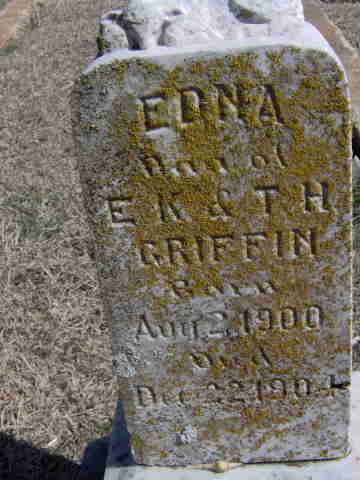 EDNA
Dau of
E K & T H
GRIFFIN
Born
Aug 2, 1900
Died
Dec 22 1904